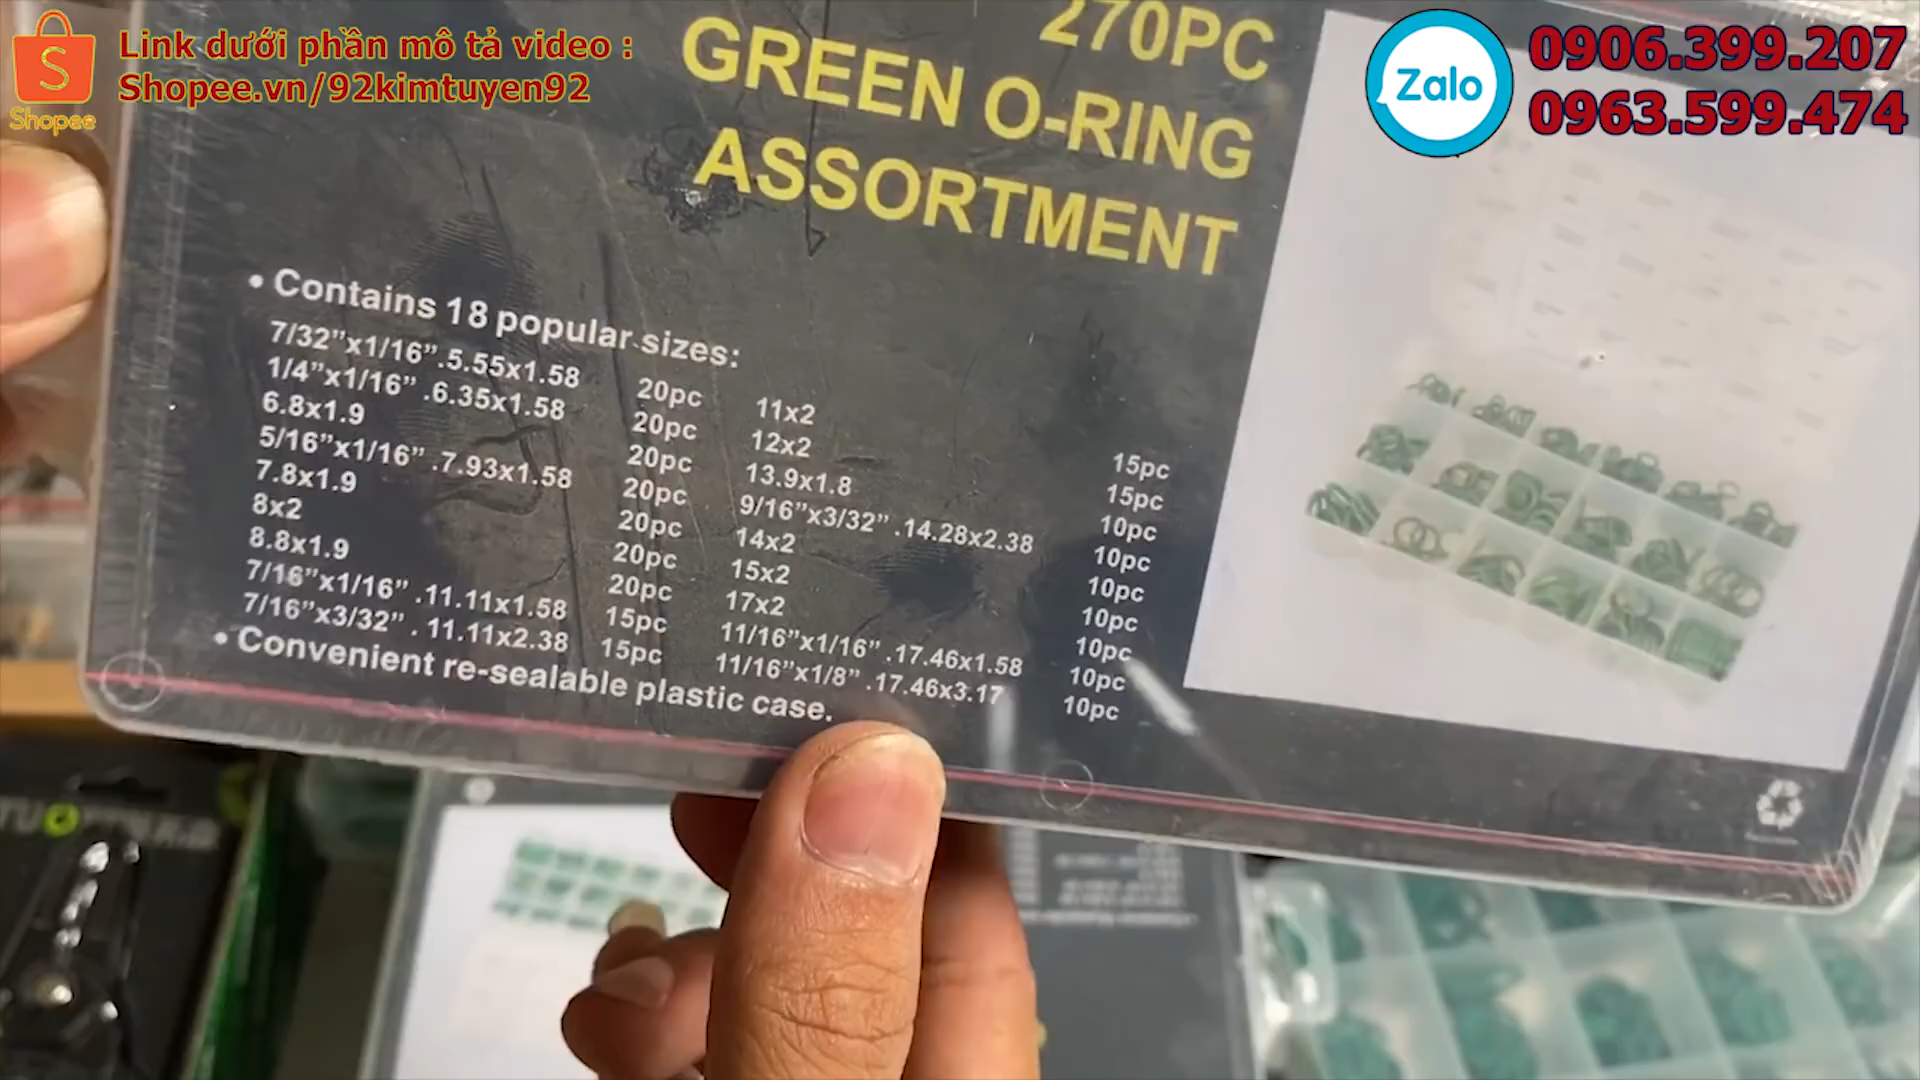 Link dưới phần mô tả video :
Shopee.vn/92kimtuyen92
Shopee
Zalo
0906.399.207
0963.599.474
270PC
GREEN O-RING
ASSORTMENT
• Contains 18 popular sizes:
7/32”x1/16” .5.55x1.58 20pc 11x2 15pc
1/4”x1/16” .6.35x1.58 20pc 12x2 15pc
6.8x1.9 20pc 13.9x1.8 10pc
5/16”x1/16” .7.93x1.58 20pc 9/16”x3/32” .14.28x2.38 10pc
7.8x1.9 20pc 14x2 10pc
8x2 20pc 15x2 10pc
8.8x1.9 20pc 17x2 10pc
7/16”x1/16” .11.11x1.58 15pc 11/16”x1/16” .17.46x1.58 10pc
7/16”x3/32” . 11.11x2.38 15pc 11/16”x1/8” .17.46x3.17 10pc
• Convenient re-sealable plastic case.